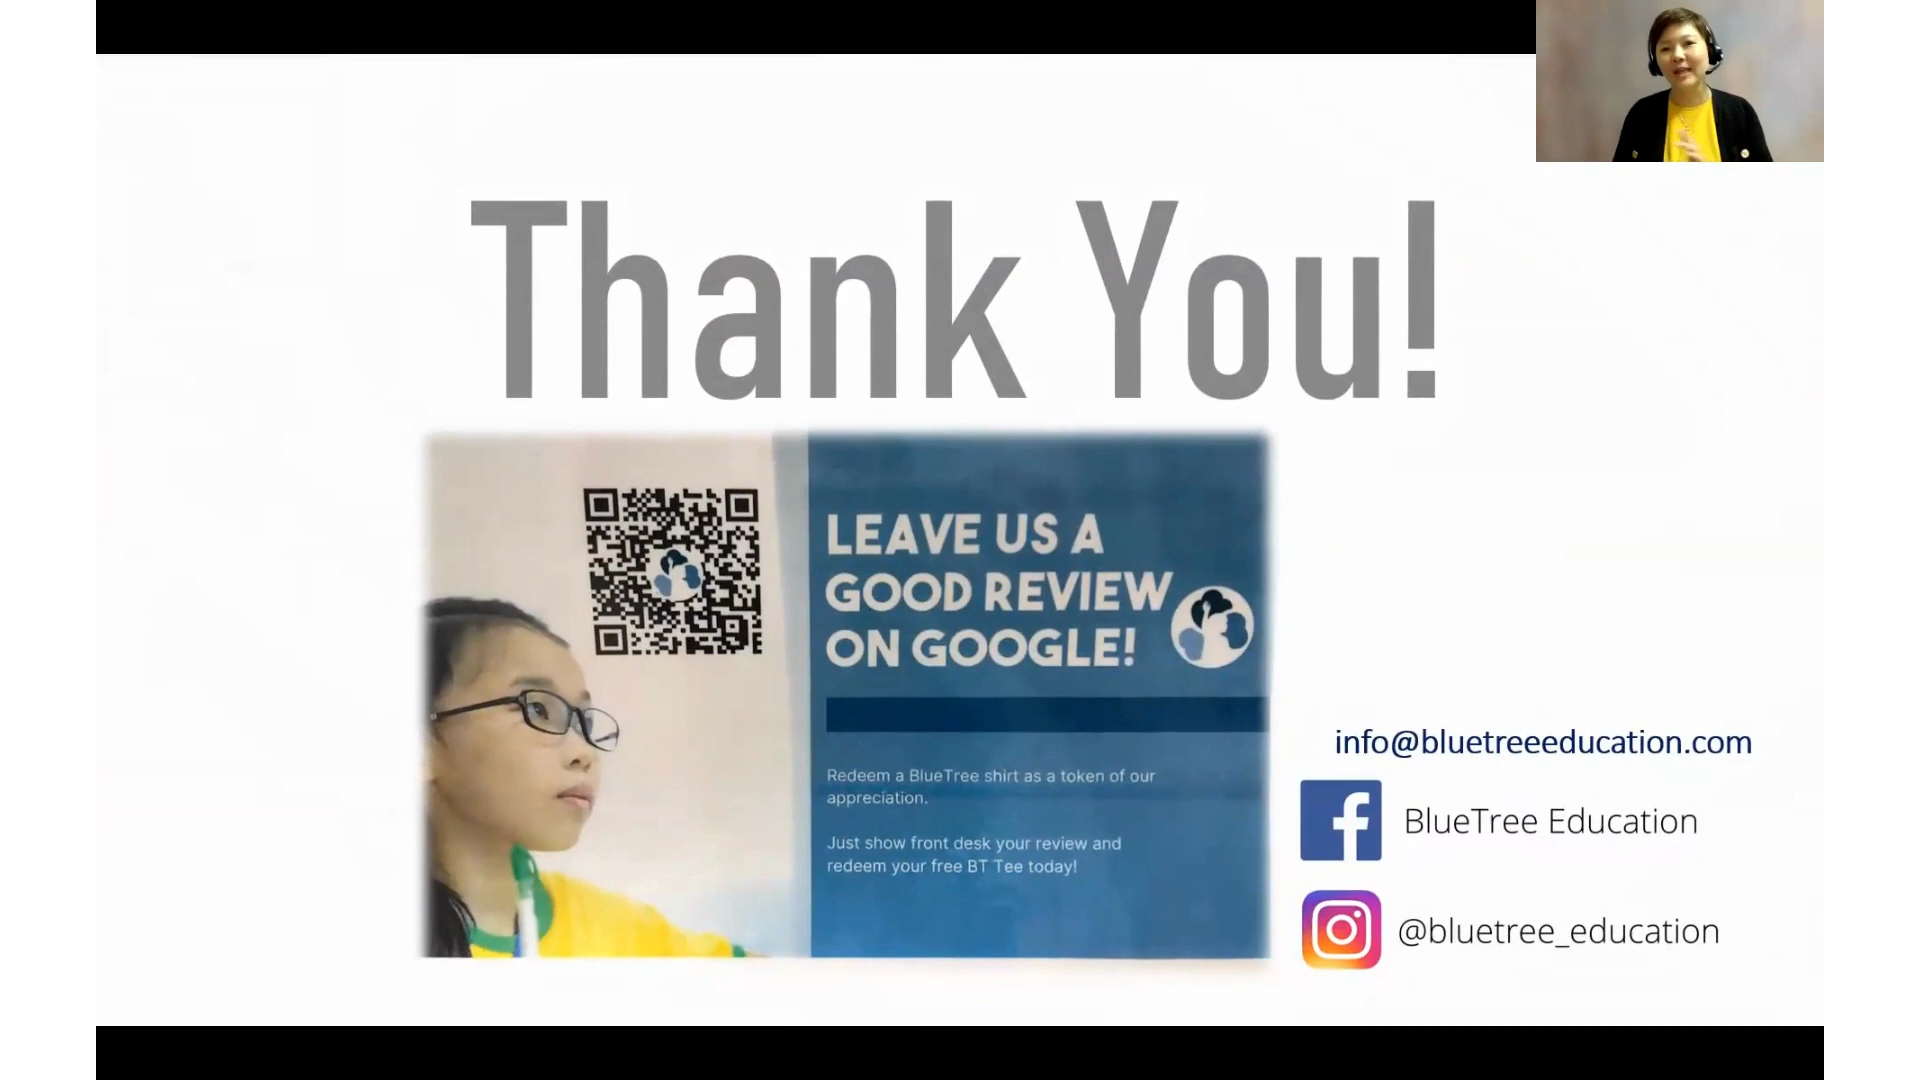 Thank You!
LEAVE US A
GOOD REVIEW
ON GOOGLE!
Redeem a BlueTree shirt as a token of our
appreciation.
Just show front desk your review and
redeem your free BT Tee today!
info@bluetreeeducation.com
BlueTree Education
@bluetree_education